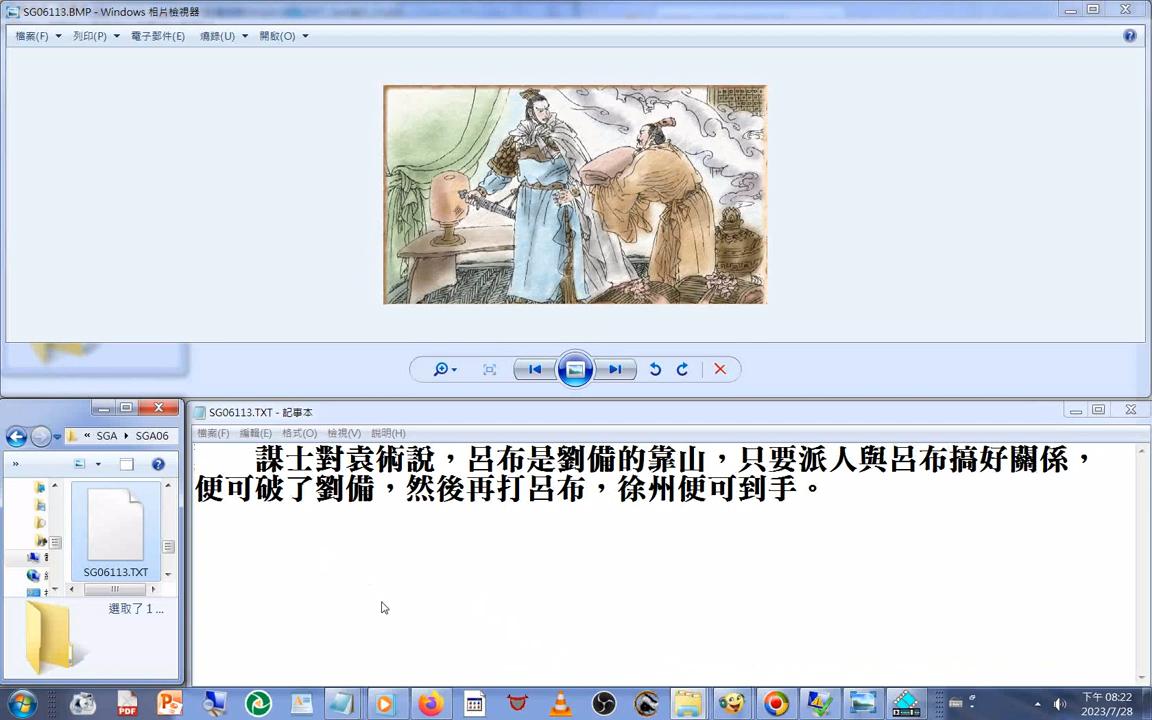 SG06113.BMP - Windows 相片檢視器
檔案(F) 列印(P) 電子郵件(E) 燒錄(U) 開啟(O)
SG06113.TXT - 記事本
檔案(F) 編輯(E) 格式(O) 檢視(V) 說明(H)
謀士對袁術說，呂布是劉備的靠山，只要派人與呂布搞好關係，
便可破了劉備，然後再打呂布，徐州便可到手。
« SGA ▸ SGA06
»
SG06113.TXT
選取了 1 ...
PDF
下午 08:22
2023/7/28